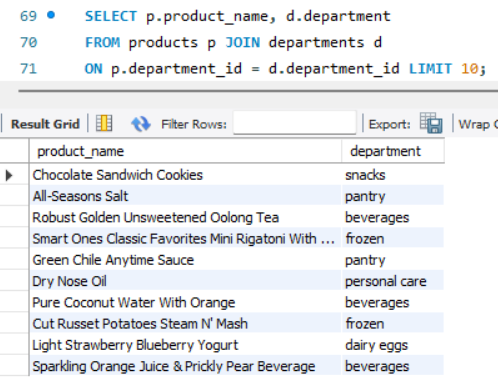 69 SELECT p.product_name, d.department
70 FROM products p JOIN departments d
71 ON p.department_id = d.department_id LIMIT 10;
Result Grid Filter Rows: Export: Wrap C
product_name department
Chocolate Sandwich Cookies snacks
All-Seasons Salt pantry
Robust Golden Unsweetened Oolong Tea beverages
Smart Ones Classic Favorites Mini Rigatoni With ... frozen
Green Chile Anytime Sauce pantry
Dry Nose Oil personal care
Pure Coconut Water With Orange beverages
Cut Russet Potatoes Steam N' Mash frozen
Light Strawberry Blueberry Yogurt dairy eggs
Sparkling Orange Juice & Prickly Pear Beverage beverages